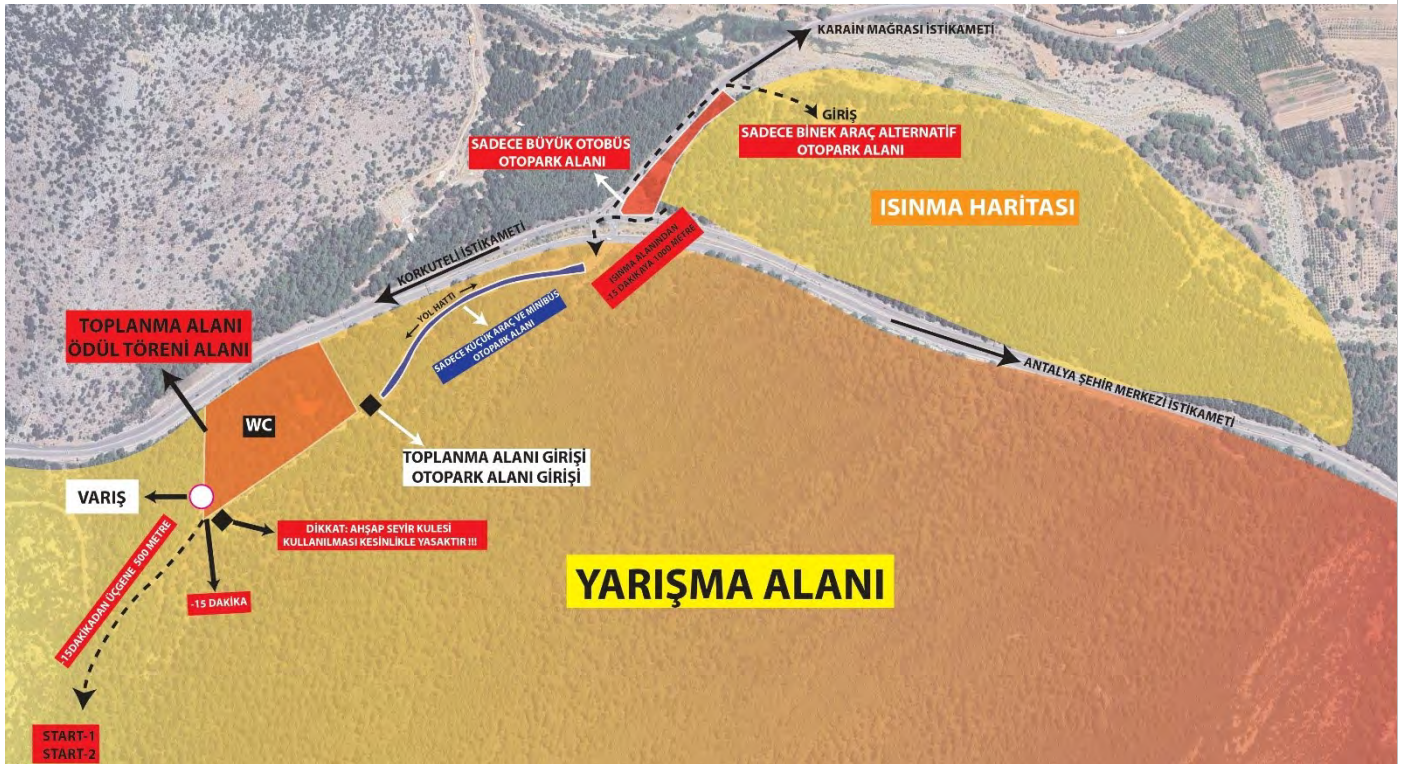 KARAİN MAĞRASI İSTİKAMETİ
GİRİŞ
SADECE BİNEK ARAÇ ALTERNATİF
OTOPARK ALANI
SADECE BÜYÜK OTOBÜS
OTOPARK ALANI
ISINMA HARİTASI
KORKUTELİ İSTİKAMETİ
ISINMA ALANINDAN
-15 DAKİKAYA 1000 METRE
YOL HATTI
SADECE KÜÇÜK ARAÇ VE MİNİBÜS
OTOPARK ALANI
TOPLANMA ALANI
ÖDÜL TÖRENİ ALANI
ANTALYA ŞEHİR MERKEZİ İSTİKAMETİ
WC
TOPLANMA ALANI GİRİŞİ
OTOPARK ALANI GİRİŞİ
VARIŞ
DİKKAT: AHŞAP SEYİR KULESİ
KULLANILMASI KESİNLİKLE YASAKTIR !!!
YARIŞMA ALANI
-15DAKİKADAN ÜÇGENE 500 METRE
-15 DAKİKA
START-1
START-2